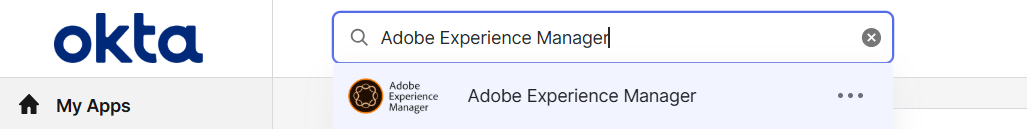 okta
Adobe Experience Manager
Adobe
Experience
Manager
Adobe Experience Manager
My Apps